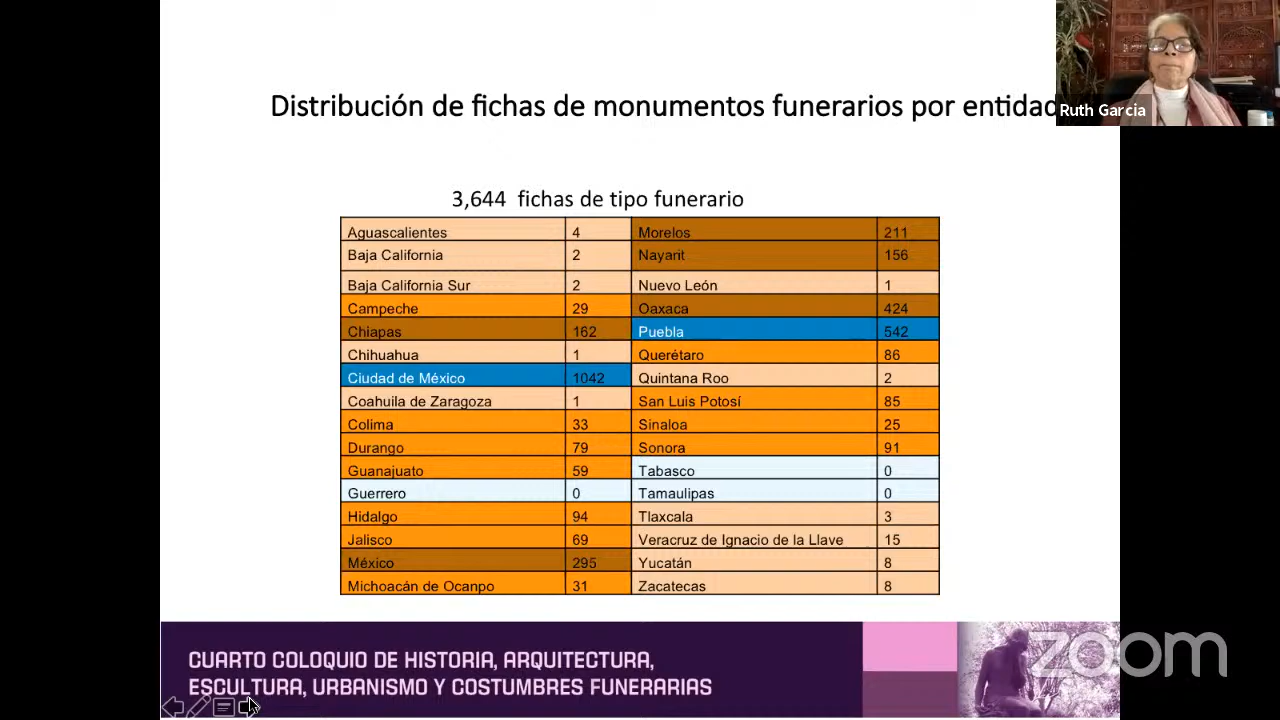 Distribución de fichas de monumentos funerarios por entidad
Ruth Garcia
3,644 fichas de tipo funerario
Aguascalientes 4 Morelos 211
Baja California 2 Nayarit 156
Baja California Sur 2 Nuevo León 1
Campeche 29 Oaxaca 424
Chiapas 162 Puebla 542
Chihuahua 1 Querétaro 86
Ciudad de México 1042 Quintana Roo 2
Coahuila de Zaragoza 1 San Luis Potosí 85
Colima 33 Sinaloa 25
Durango 79 Sonora 91
Guanajuato 59 Tabasco 0
Guerrero 0 Tamaulipas 0
Hidalgo 94 Tlaxcala 3
Jalisco 69 Veracruz de Ignacio de la Llave 15
México 295 Yucatán 8
Michoacán de Ocanpo 31 Zacatecas 8
CUARTO COLOQUIO DE HISTORIA, ARQUITECTURA,
ESCULTURA, URBANISMO Y COSTUMBRES FUNERARIAS
zoom